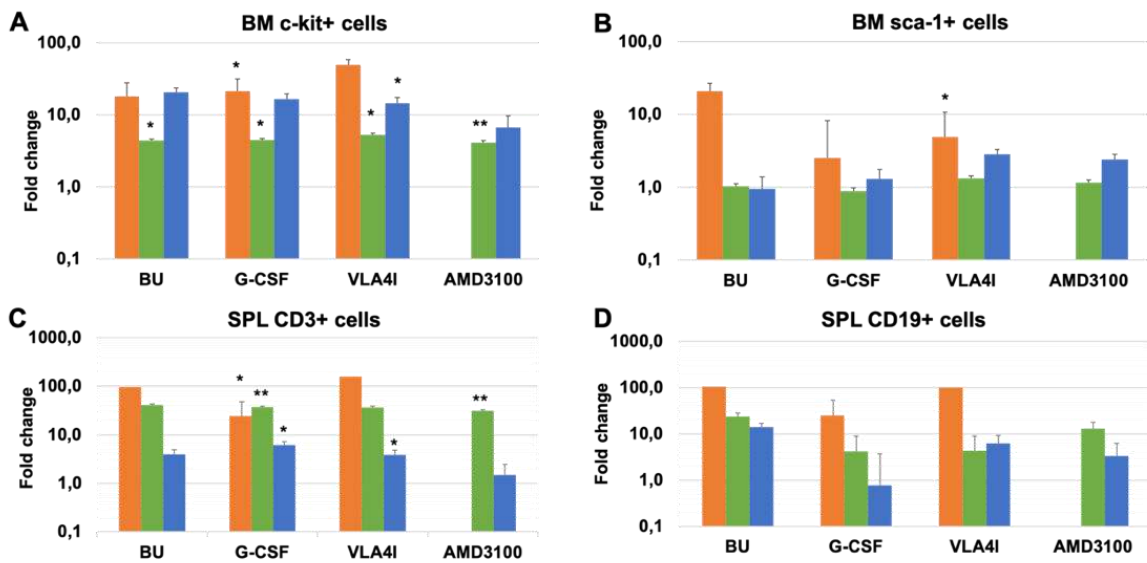 A
BM c-kit+ cells
Fold change
100,0
10,0
1,0
0,1
*
*
*
*
*
*
**
BU
G-CSF
VLA4I
AMD3100
B
BM sca-1+ cells
Fold change
100,0
10,0
1,0
0,1
*
BU
G-CSF
VLA4I
AMD3100
C
SPL CD3+ cells
Fold change
1000,0
100,0
10,0
1,0
0,1
*
**
*
*
**
BU
G-CSF
VLA4I
AMD3100
D
SPL CD19+ cells
Fold change
1000,0
100,0
10,0
1,0
0,1
BU
G-CSF
VLA4I
AMD3100